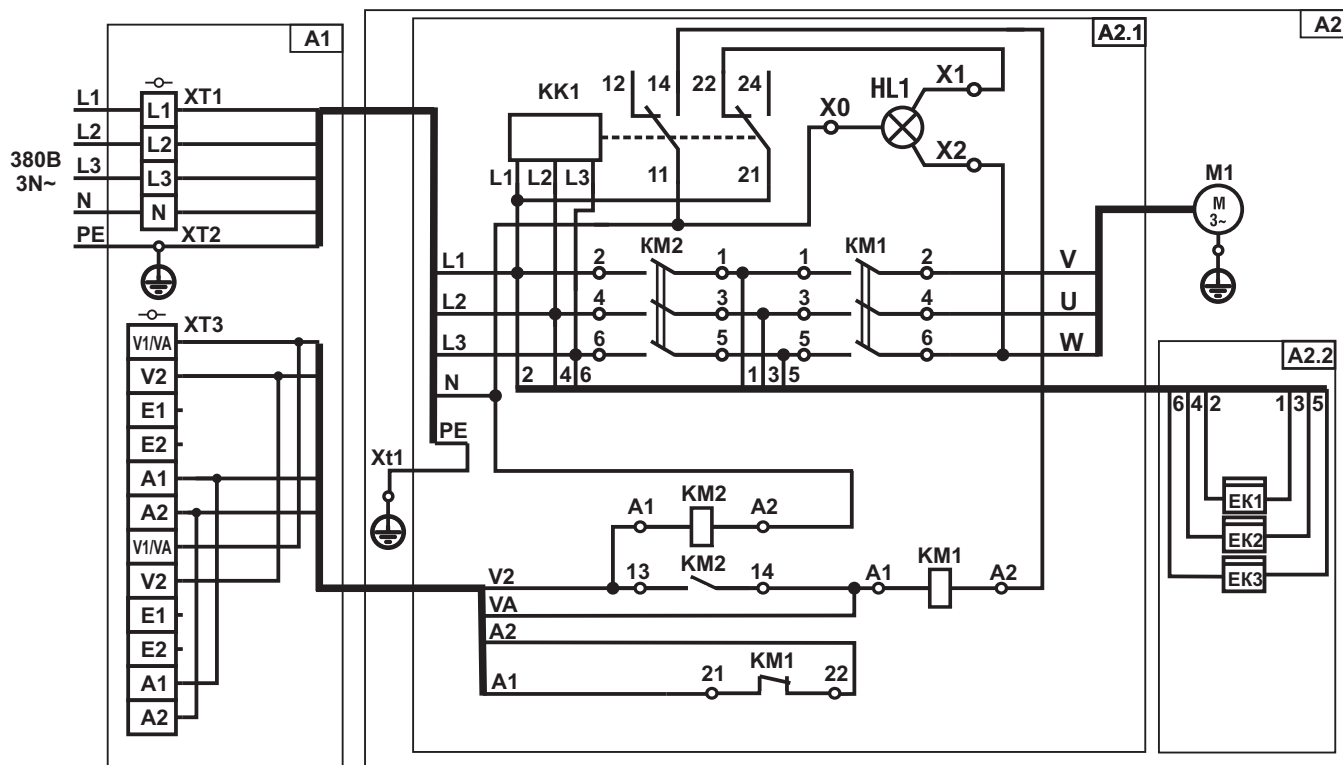 A1
A2.1
A2
12 14 22 24
X1
KK1
HL1
X0
L1
L1
XT1
L2
L2
X2
380В
3N~
L3
L3
L1 L2 L3
11
21
M1
N
N
M
3~
PE
XT2
KM2
KM1
L1
2
1
1
2
V
L2
4
3
3
4
U
XT3
V1/VA
L3
6
5
5
6
W
A2.2
V2
N
2 4 6
1 3 5
6 4 2
1 3 5
E1
PE
E2
Xt1
A1
KM2
EK1
A2
A1
A2
EK2
V1/VA
KM2
KM1
V2
V2
13
14
A1
A2
EK3
E1
VA
E2
A2
A1
KM1
A1
21
22
A2